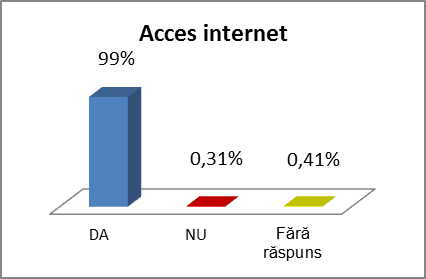 Acces internet
99%
0,31%
0,41%
DA
NU
Fără
răspuns